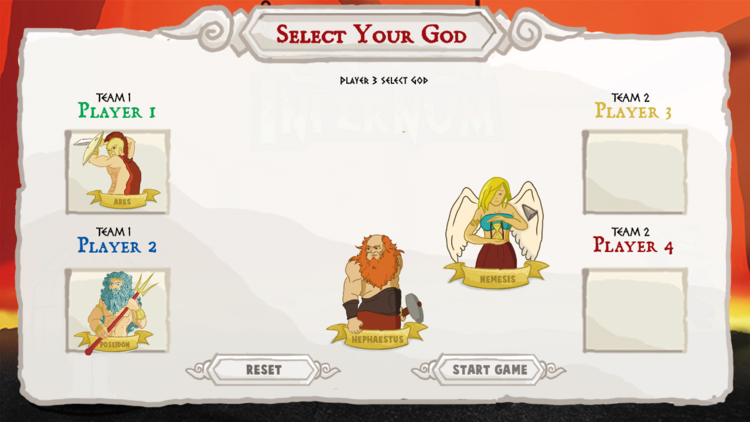 Select Your God
Player 3 Select God
Team 1
Player 1
Ares
Team 1
Player 2
Poseidon
Team 2
Player 3
Team 2
Player 4
Nemesis
Hephaestus
Infernum
RESET
START GAME